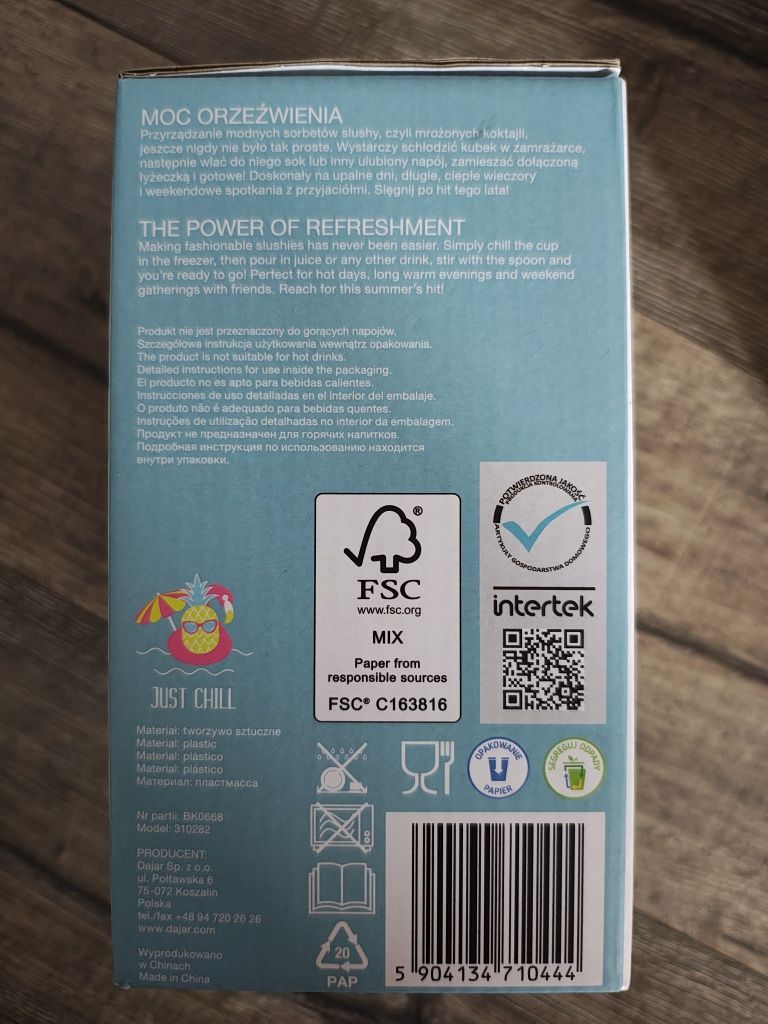 MOC ORZEŹWIENIA
Przyrządzanie modnych sorbetów slushy, czyli mrożonych koktajli,
jeszcze nigdy nie było tak proste. Wystarczy schłodzić kubek w zamrażarce,
następnie wlać do niego sok lub inny ulubiony napój, zamieszać dołączoną
łyżeczką i gotowe! Doskonały na upalne dni, długie, ciepłe wieczory
i weekendowe spotkania z przyjaciółmi. Sięgnij po hit tego lata!
THE POWER OF REFRESHMENT
Making fashionable slushies has never been easier. Simply chill the cup
in the freezer, then pour in juice or any other drink, stir with the spoon and
you're ready to go! Perfect for hot days, long warm evenings and weekend
gatherings with friends. Reach for this summer's hit!
Produkt nie jest przeznaczony do gorących napojów.
Szczegółowa instrukcja użytkowania wewnątrz opakowania.
The product is not suitable for hot drinks.
Detailed instructions for use inside the packaging.
El producto no es apto para bebidas calientes.
Instrucciones de uso detalladas en el interior del embalaje.
O produto não é adequado para bebidas quentes.
Instruções de utilização detalhadas no interior da embalagem.
Продукт не предназначен для горячих напитков.
Подробная инструкция по использованию находится
внутри упаковки.
POTWIERDZONA JAKOŚĆ
PRODUKCJA KONTROLOWANA
ARTYKUŁY GOSPODARSTWA DOMOWEGO
intertek
FSC®
www.fsc.org
MIX
Paper from
responsible sources
FSC® C163816
JUST CHILL
Materiał: tworzywo sztuczne
Material: plastic
Material: plástico
Material: plástico
Материал: пластмасса
OPAKOWANIE
PAPIER
SEGREGUJ ODPADY
Nr partii: BK0668
Model: 310282
PRODUCENT:
Dajar Sp. z o.o.
ul. Połtawska 6
75-072 Koszalin
Polska
tel./fax +48 94 720 26 26
www.dajar.com
Wyprodukowano
w Chinach
Made in China
20
PAP
5 904134 710444